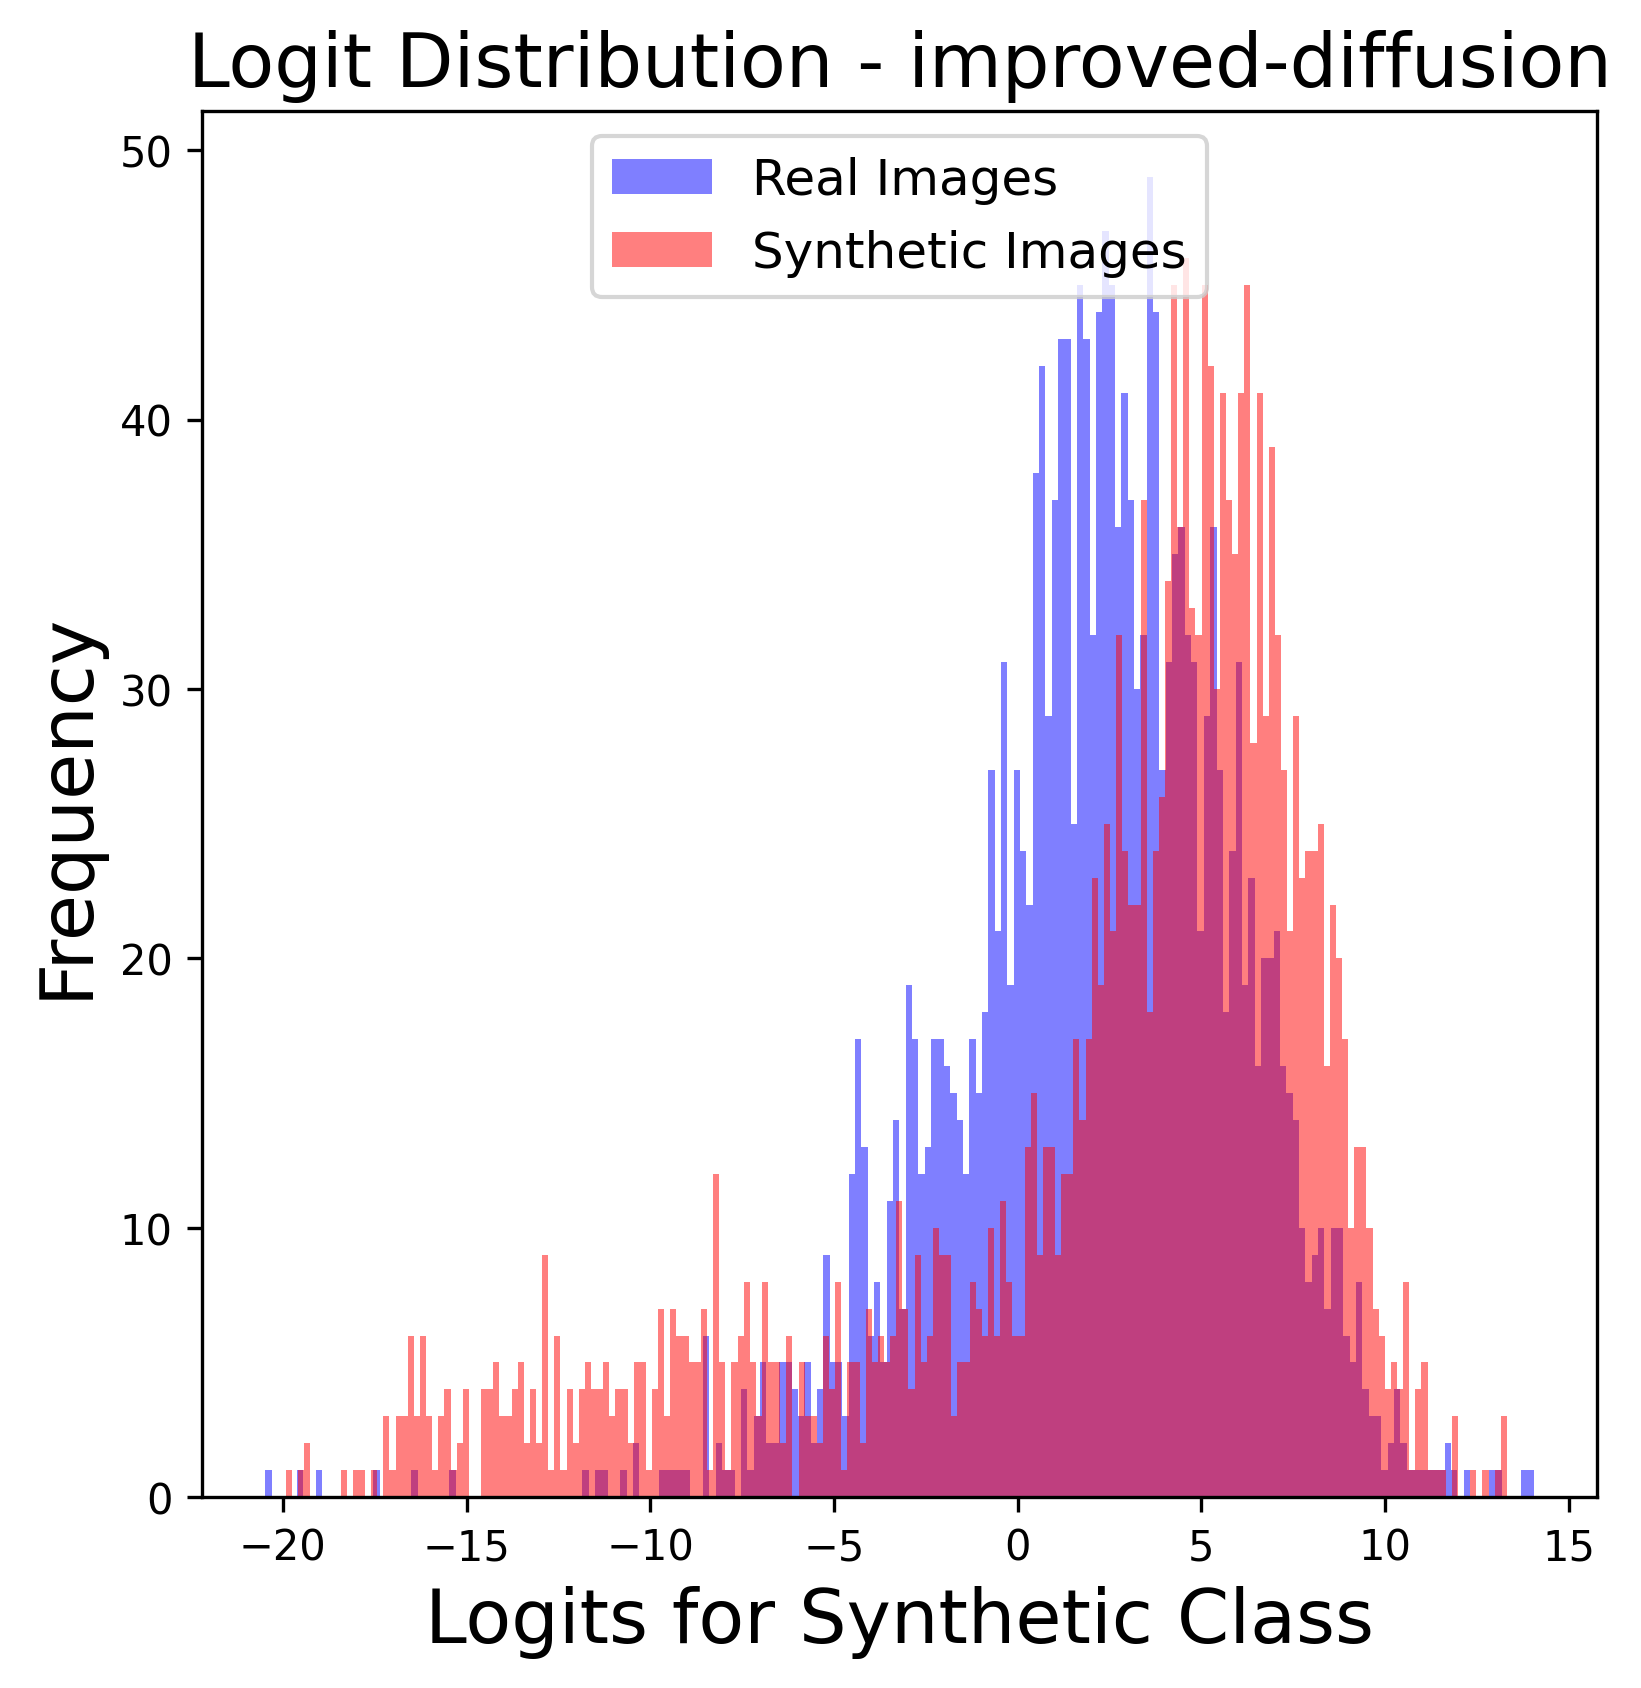 Logit Distribution - improved-diffusion
Real Images
Synthetic Images
50
40
30
20
10
0
Frequency
−20 −15 −10 −5 0 5 10 15
Logits for Synthetic Class